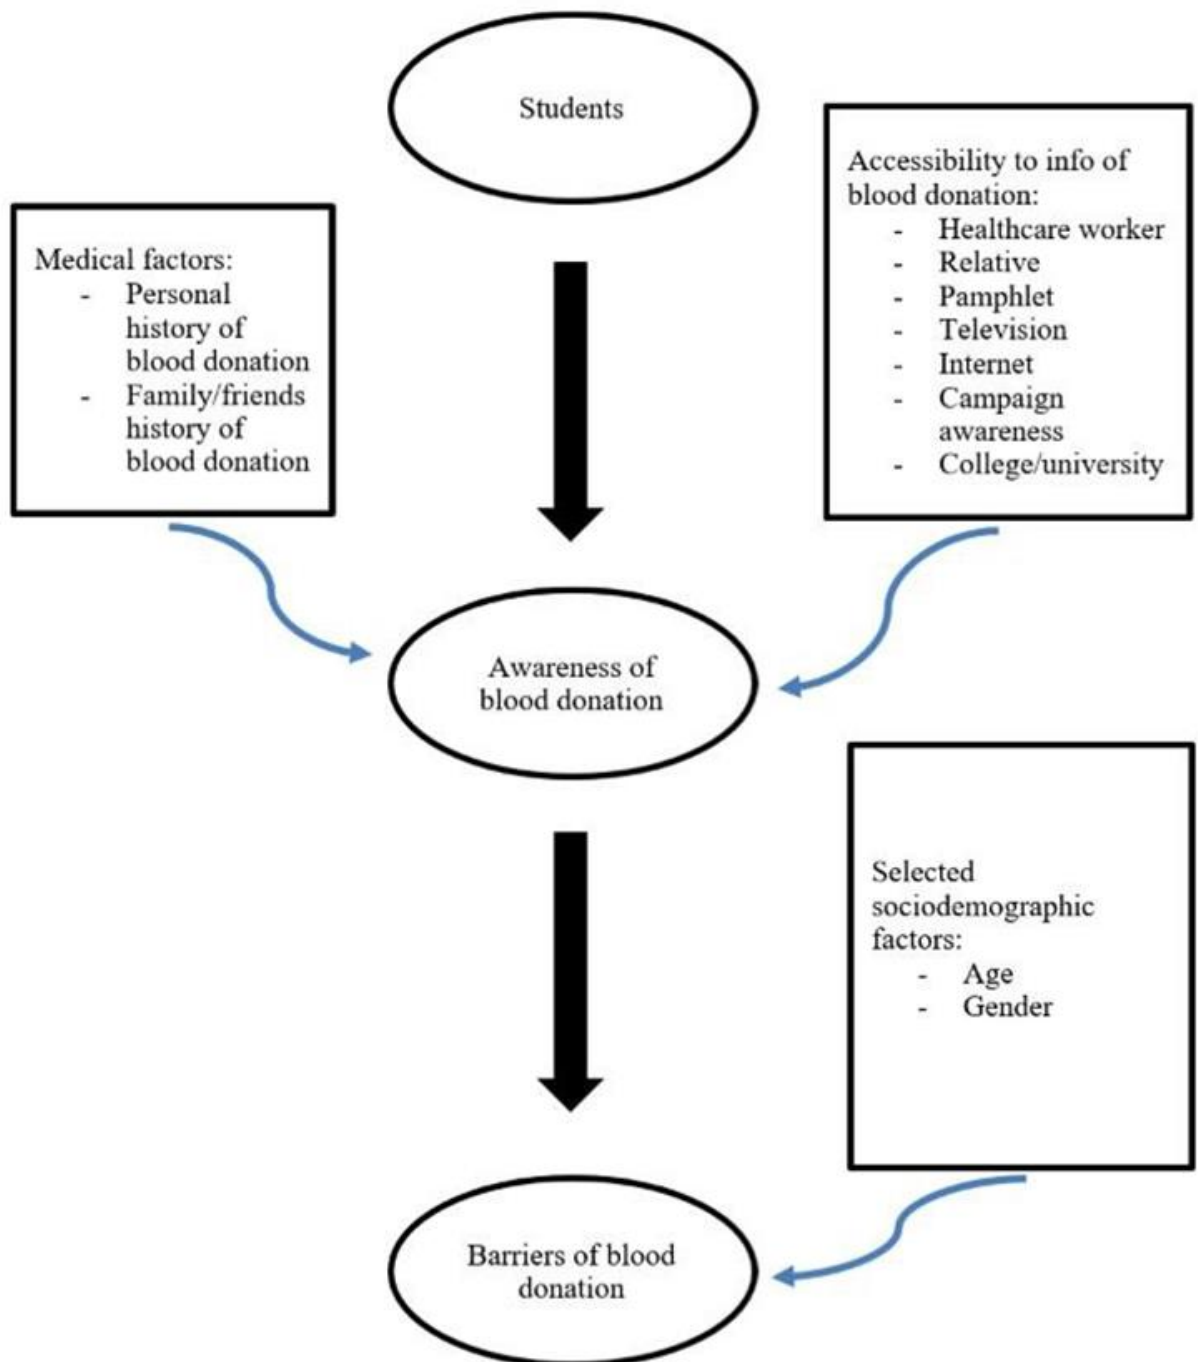 Students
Accessibility to info of
blood donation:
- Healthcare worker
- Relative
- Pamphlet
- Television
- Internet
- Campaign
awareness
- College/university
Medical factors:
- Personal
history of
blood donation
- Family/friends
history of
blood donation
Awareness of
blood donation
Selected
sociodemographic
factors:
- Age
- Gender
Barriers of blood
donation